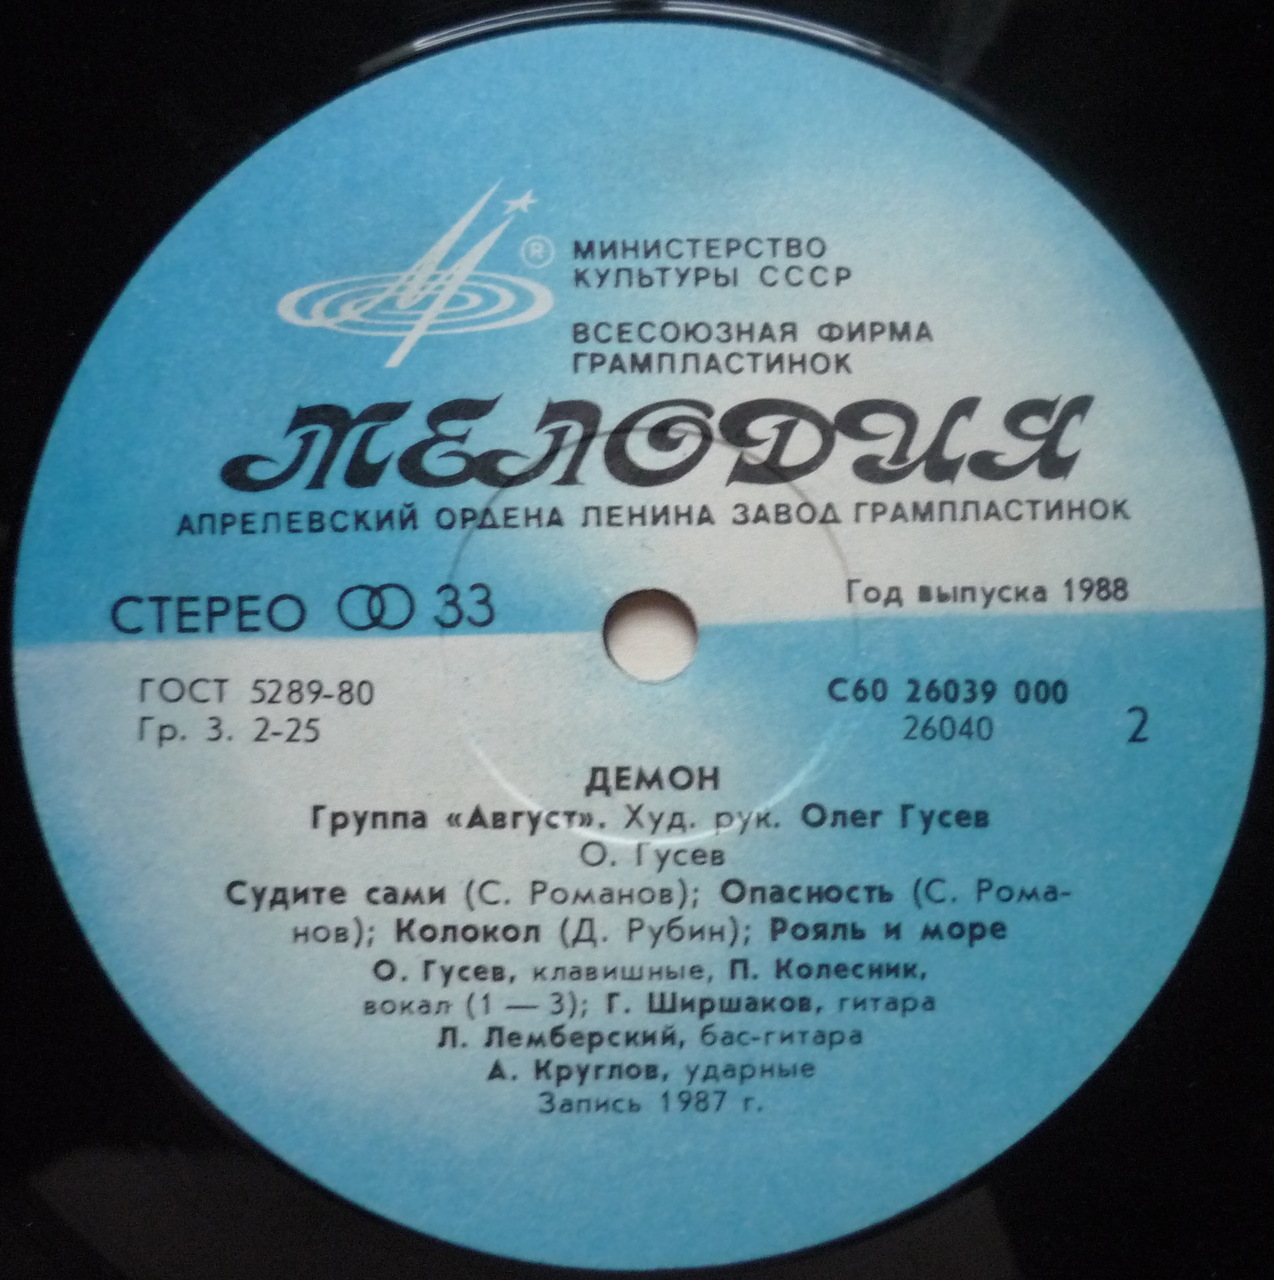 ®
МИНИСТЕРСТВО
КУЛЬТУРЫ СССР
ВСЕСОЮЗНАЯ ФИРМА
ГРАМПЛАСТИНОК
МЕЛОДИЯ
АПРЕЛЕВСКИЙ ОРДЕНА ЛЕНИНА ЗАВОД ГРАМПЛАСТИНОК
СТЕРЕО 33
Год выпуска 1988
ГОСТ 5289-80
Гр. 3. 2-25
С60 26039 000
26040
2
ДЕМОН
Группа «Август». Худ. рук. Олег Гусев
О. Гусев
Судите сами (С. Романов); Опасность (С. Рома-
нов); Колокол (Д. Рубин); Рояль и море
О. Гусев, клавишные, П. Колесник,
вокал (1 — 3); Г. Ширшаков, гитара
Л. Лемберский, бас-гитара
А. Круглов, ударные
Запись 1987 г.